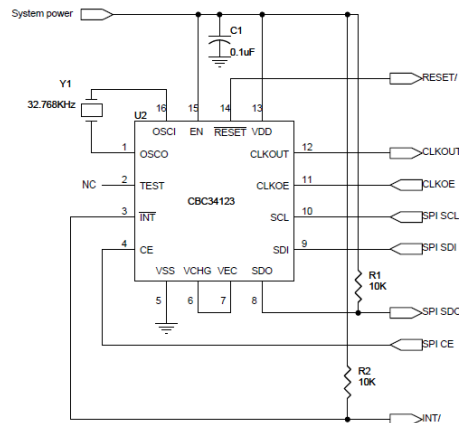 System power
C1
0.1uF
Y1
32.768KHz
U2
16
15
14
13
OSCI
EN
RESET
VDD
RESET/
1
OSCO
CLKOUT
12
CLKOUT
NC
2
TEST
CLKOE
11
CLKOE
CBC34123
3
INT
SCL
10
SPI SCL
4
CE
SDI
9
SPI SDI
VSS
VCHG
VEC
SDO
5
6
7
8
R1
10K
SPI SDO
SPI CE
R2
10K
INT/